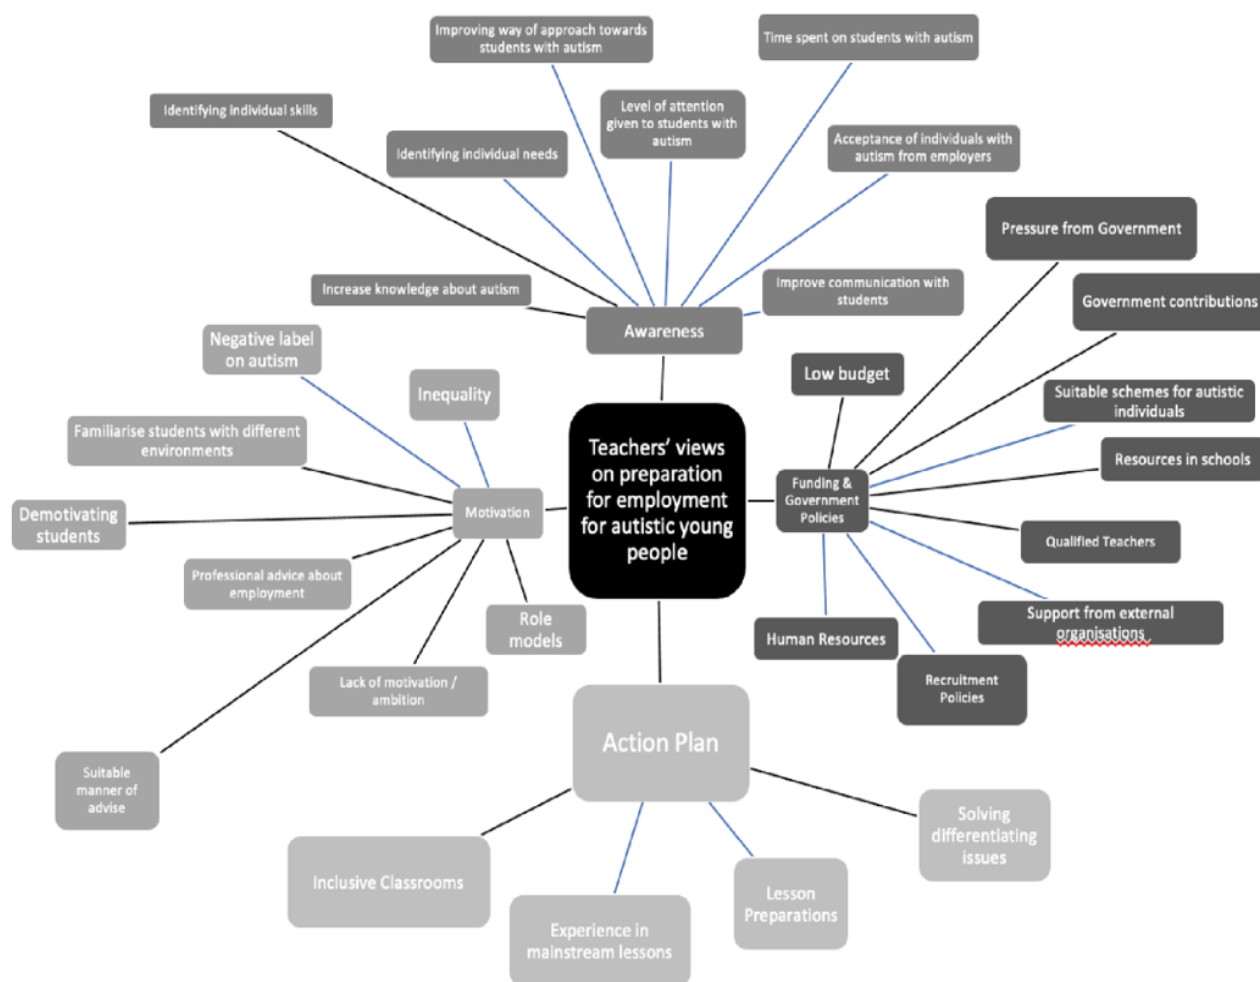 Improving way of approach towards
students with autism
Time spent on students with autism
Identifying individual skills
Level of attention
given to students with
autism
Identifying individual needs
Acceptance of individuals with
autism from employers
Pressure from Government
Increase knowledge about autism
Improve communication with
students
Government contributions
Awareness
Negative label
on autism
Low budget
Inequality
Suitable schemes for autistic
individuals
Familiarise students with different
environments
Teachers’ views
on preparation
for employment
for autistic young
people
Resources in schools
Funding &
Government
Policies
Motivation
Demotivating
students
Qualified Teachers
Professional advice about
employment
Role
models
Human Resources
Support from external
organisations
Recruitment
Policies
Lack of motivation /
ambition
Action Plan
Suitable
manner of
advise
Solving
differentiating
issues
Inclusive Classrooms
Lesson
Preparations
Experience in
mainstream lessons